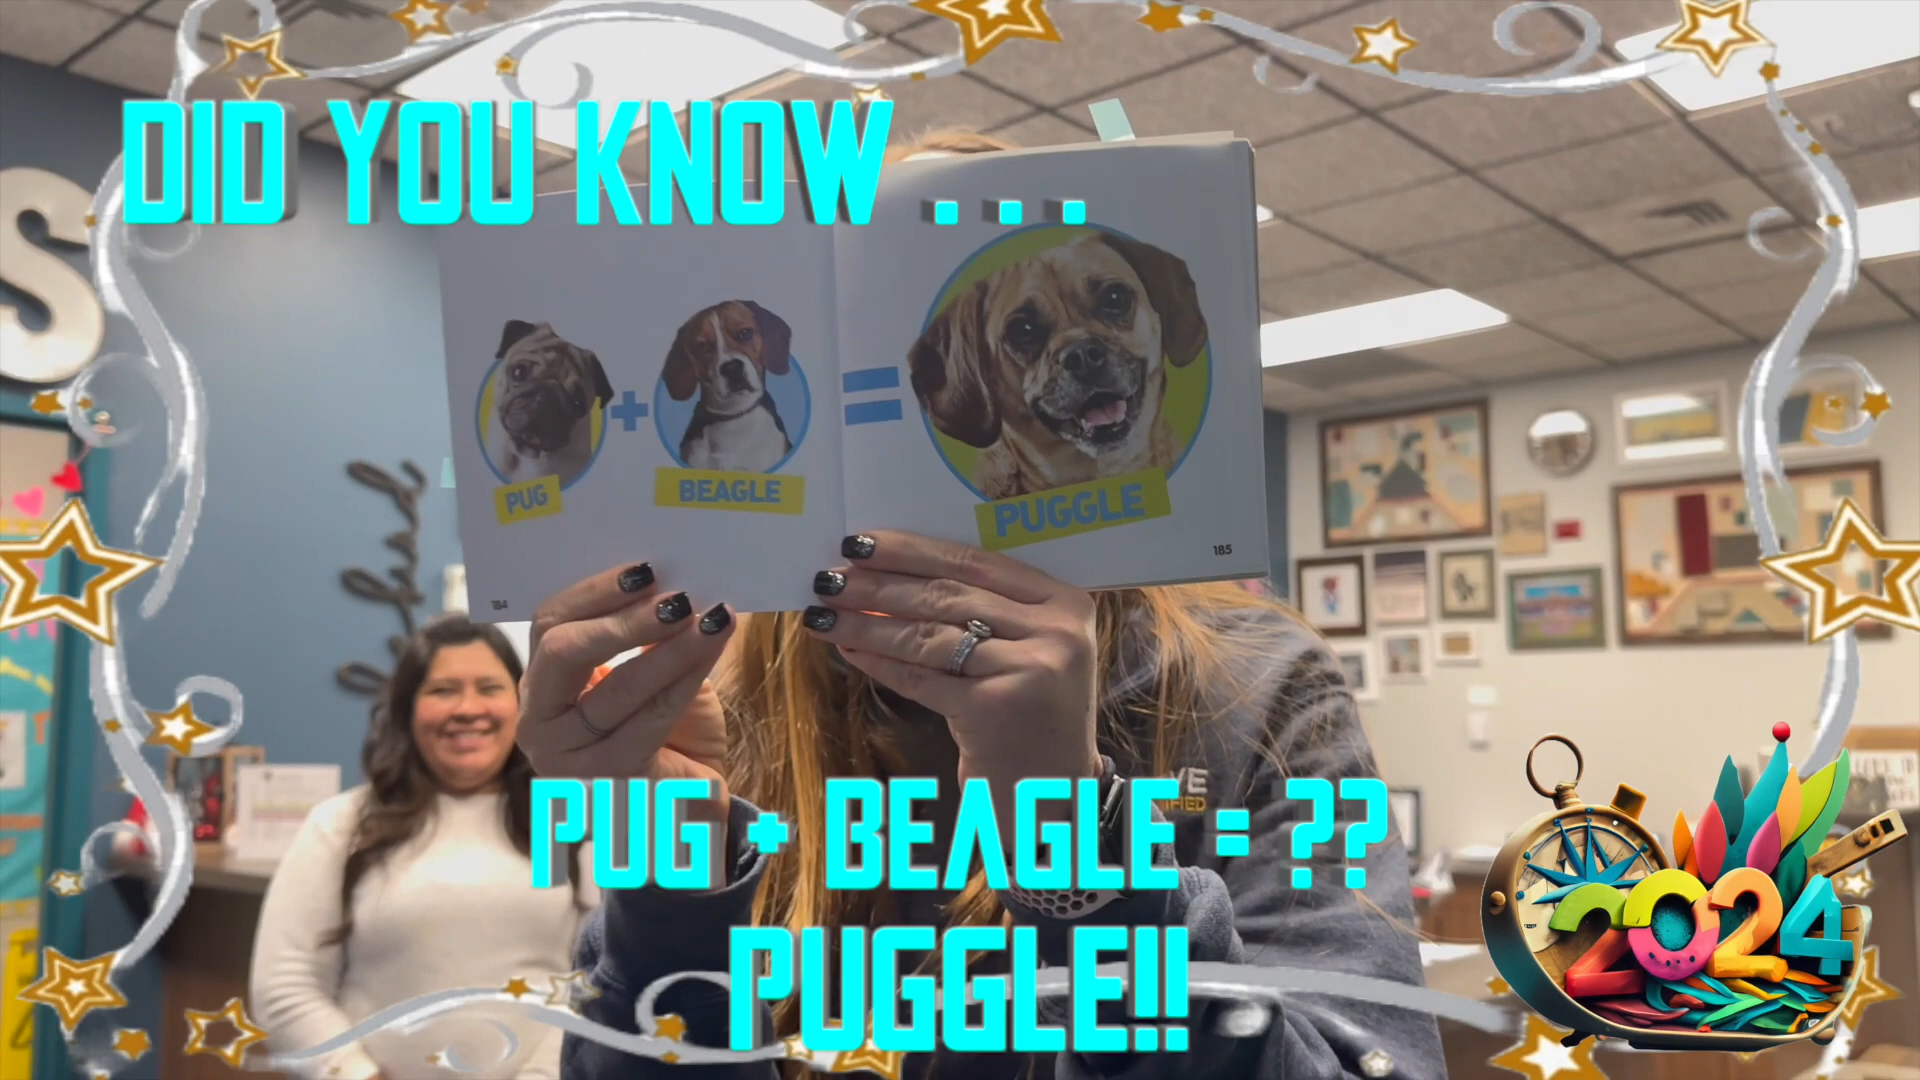 DID YOU KNOW . . .
PUG
+
BEAGLE
=
PUGGLE
184
185
PUG + BEAGLE = ??
PUGGLE!!
2024